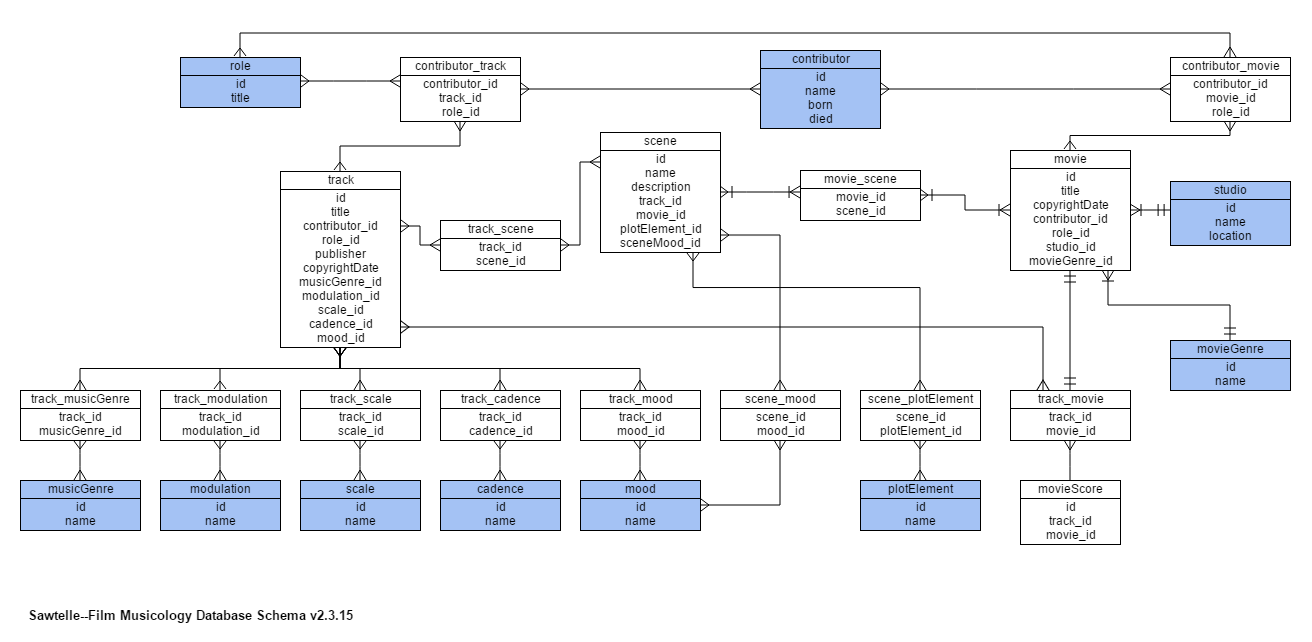 role
id
title
contributor_track
contributor_id
track_id
role_id
contributor
id
name
born
died
contributor_movie
contributor_id
movie_id
role_id
track
id
title
contributor_id
role_id
publisher
copyrightDate
musicGenre_id
modulation_id
scale_id
cadence_id
mood_id
track_scene
track_id
scene_id
scene
id
name
description
track_id
movie_id
plotElement_id
sceneMood_id
movie_scene
movie_id
scene_id
movie
id
title
copyrightDate
contributor_id
role_id
studio_id
movieGenre_id
studio
id
name
location
movieGenre
id
name
track_musicGenre
track_id
musicGenre_id
track_modulation
track_id
modulation_id
track_scale
track_id
scale_id
track_cadence
track_id
cadence_id
track_mood
track_id
mood_id
scene_mood
scene_id
mood_id
scene_plotElement
scene_id
plotElement_id
track_movie
track_id
movie_id
musicGenre
id
name
modulation
id
name
scale
id
name
cadence
id
name
mood
id
name
plotElement
id
name
movieScore
id
track_id
movie_id
Sawtelle--Film Musicology Database Schema v2.3.15